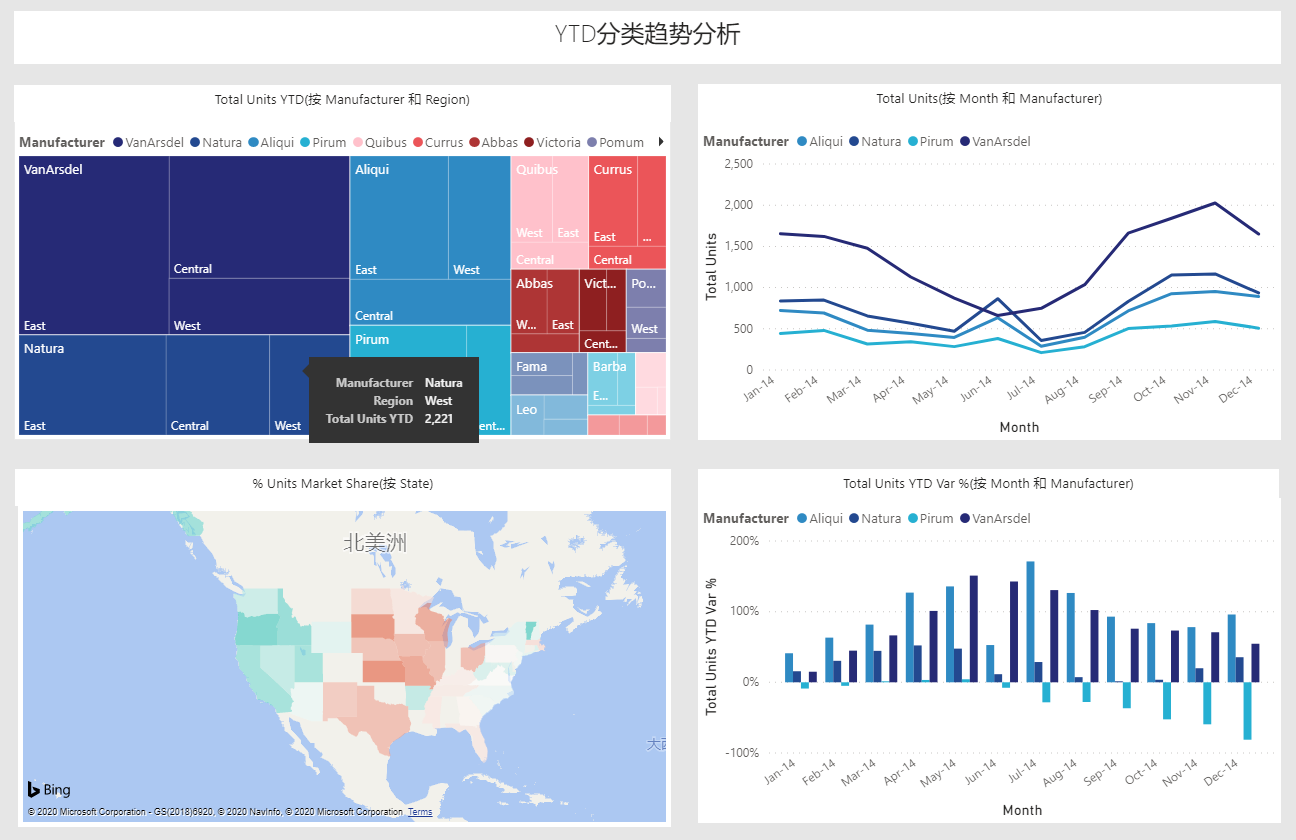 YTD分类趋势分析
Total Units YTD(按 Manufacturer 和 Region)
Manufacturer VanArsdel Natura Aliqui Pirum Quibus Currus Abbas Victoria Pomum
VanArsdel
East
Central
West
Natura
East
Central
West
Aliqui
East
West
Central
Pirum
ent...
Quibus
West
East
Central
Currus
East
...
Central
Abbas
W...
East
Vict...
Cent...
Po...
West
Fama
Leo
Barba
E...
Manufacturer Natura
Region West
Total Units YTD 2,221
Total Units(按 Month 和 Manufacturer)
Manufacturer Aliqui Natura Pirum VanArsdel
Total Units
2,500
2,000
1,500
1,000
500
0
Jan-14 Feb-14 Mar-14 Apr-14 May-14 Jun-14 Jul-14 Aug-14 Sep-14 Oct-14 Nov-14 Dec-14
Month
% Units Market Share(按 State)
北美洲
大西
Bing
© 2020 Microsoft Corporation - GS(2018)6920, © 2020 NavInfo, © 2020 Microsoft Corporation Terms
Total Units YTD Var %(按 Month 和 Manufacturer)
Manufacturer Aliqui Natura Pirum VanArsdel
Total Units YTD Var %
200%
100%
0%
-100%
Jan-14 Feb-14 Mar-14 Apr-14 May-14 Jun-14 Jul-14 Aug-14 Sep-14 Oct-14 Nov-14 Dec-14
Month